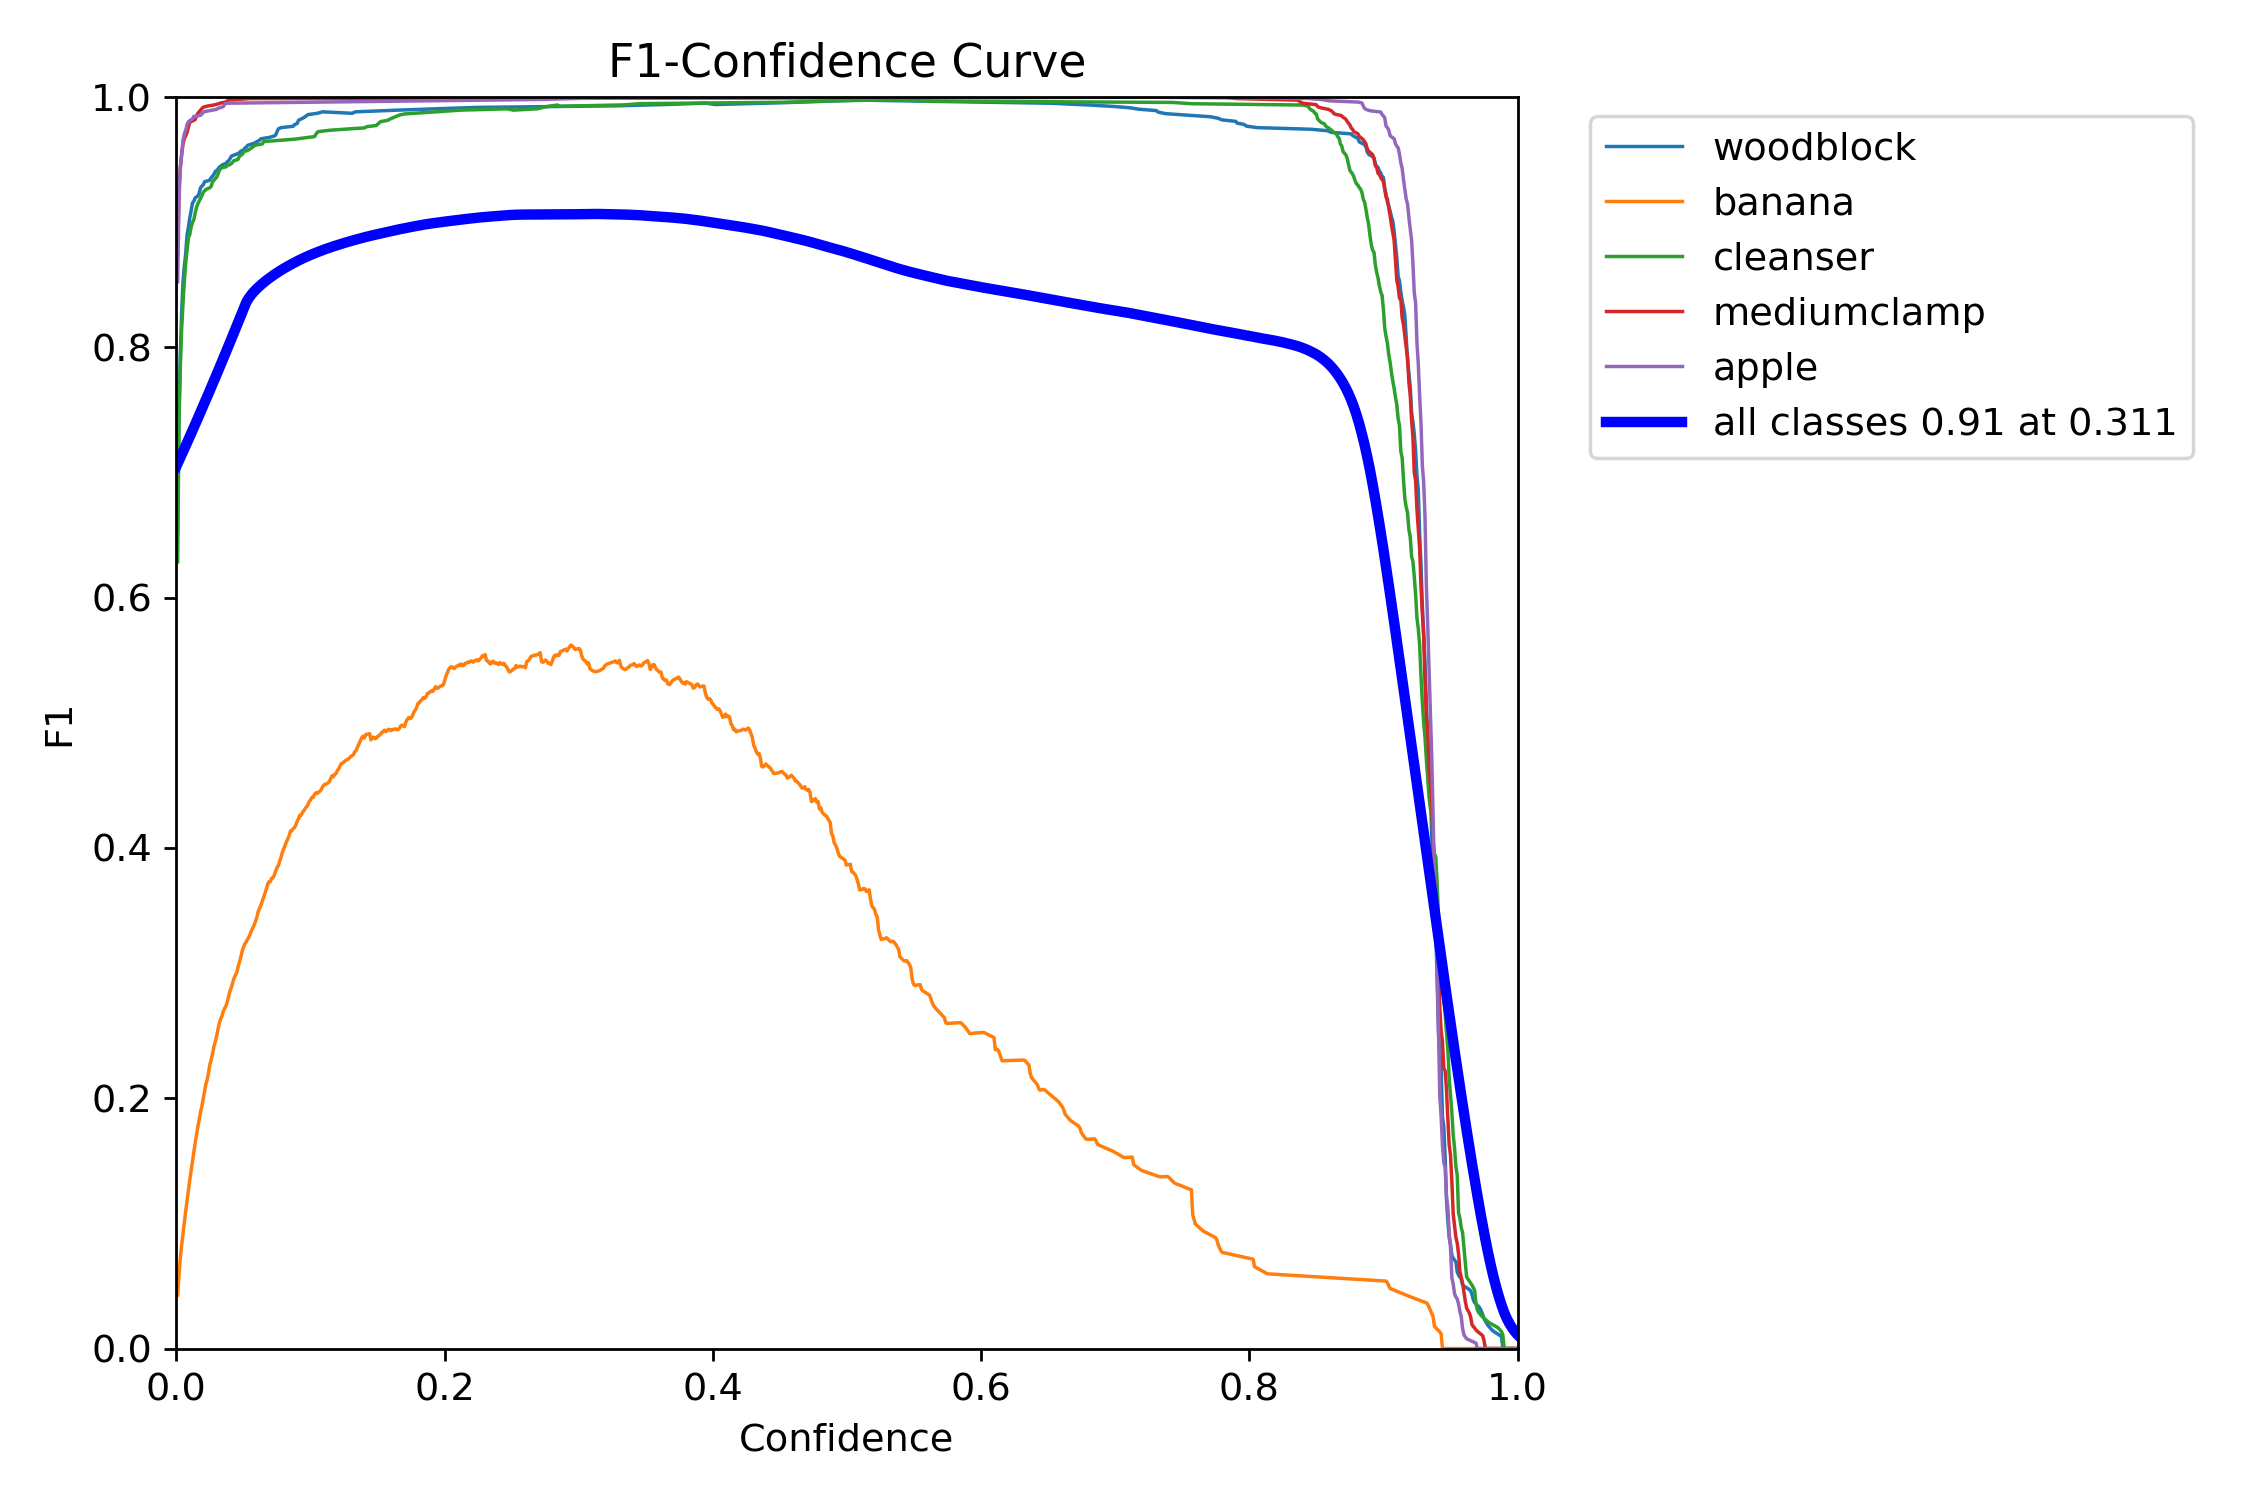 F1-Confidence Curve
1.0
0.8
0.6
0.4
0.2
0.0
F1
0.0 0.2 0.4 0.6 0.8 1.0
Confidence
woodblock
banana
cleanser
mediumclamp
apple
all classes 0.91 at 0.311